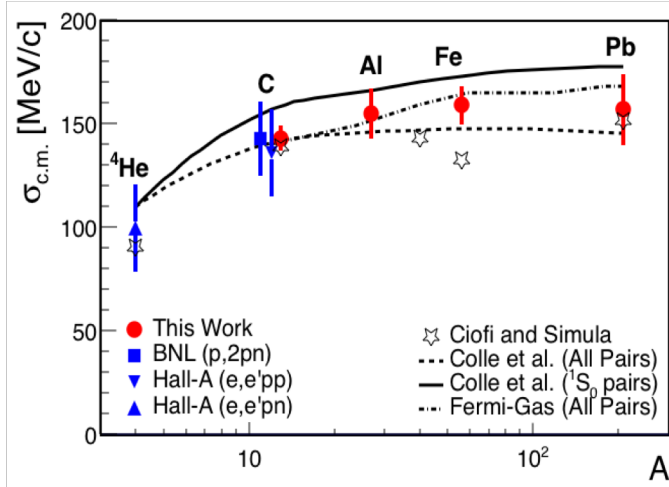 200
150
100
50
0
σc.m. [MeV/c]
⁴He
C
Al
Fe
Pb
This Work
BNL (p,2pn)
Hall-A (e,e'pp)
Hall-A (e,e'pn)
Ciofi and Simula
Colle et al. (All Pairs)
Colle et al. (¹S₀ pairs)
Fermi-Gas (All Pairs)
10
10²
A